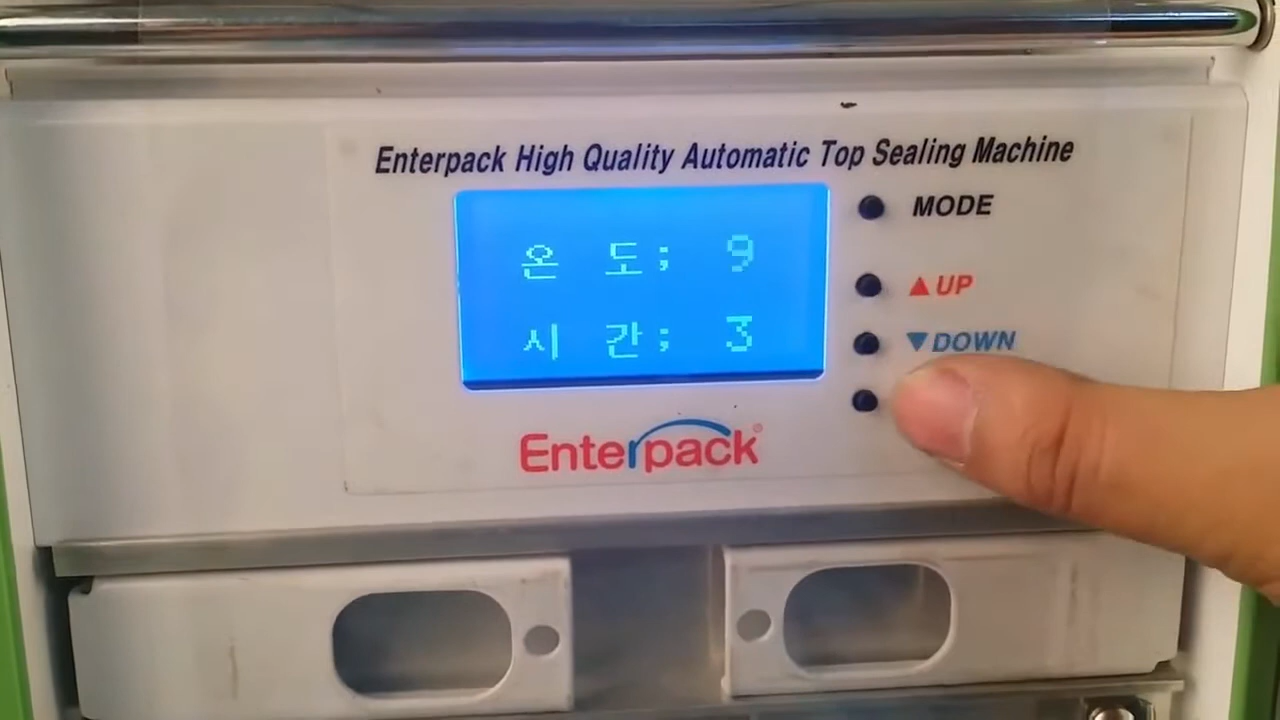 Enterpack High Quality Automatic Top Sealing Machine
온 도; 9
시 간; 3
MODE
▲UP
▼DOWN
Enterpack®